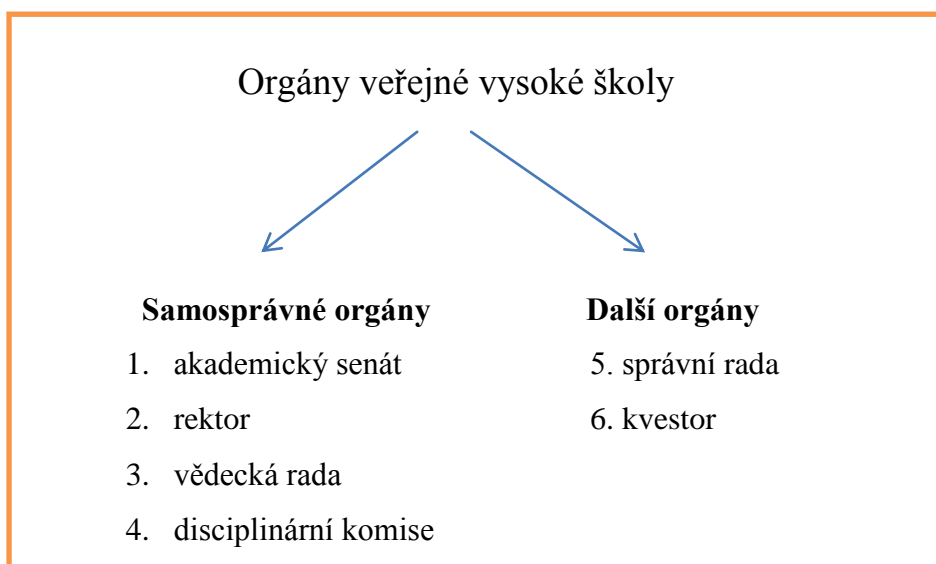 Orgány veřejné vysoké školy
Samosprávné orgány
1. akademický senát
2. rektor
3. vědecká rada
4. disciplinární komise
Další orgány
5. správní rada
6. kvestor